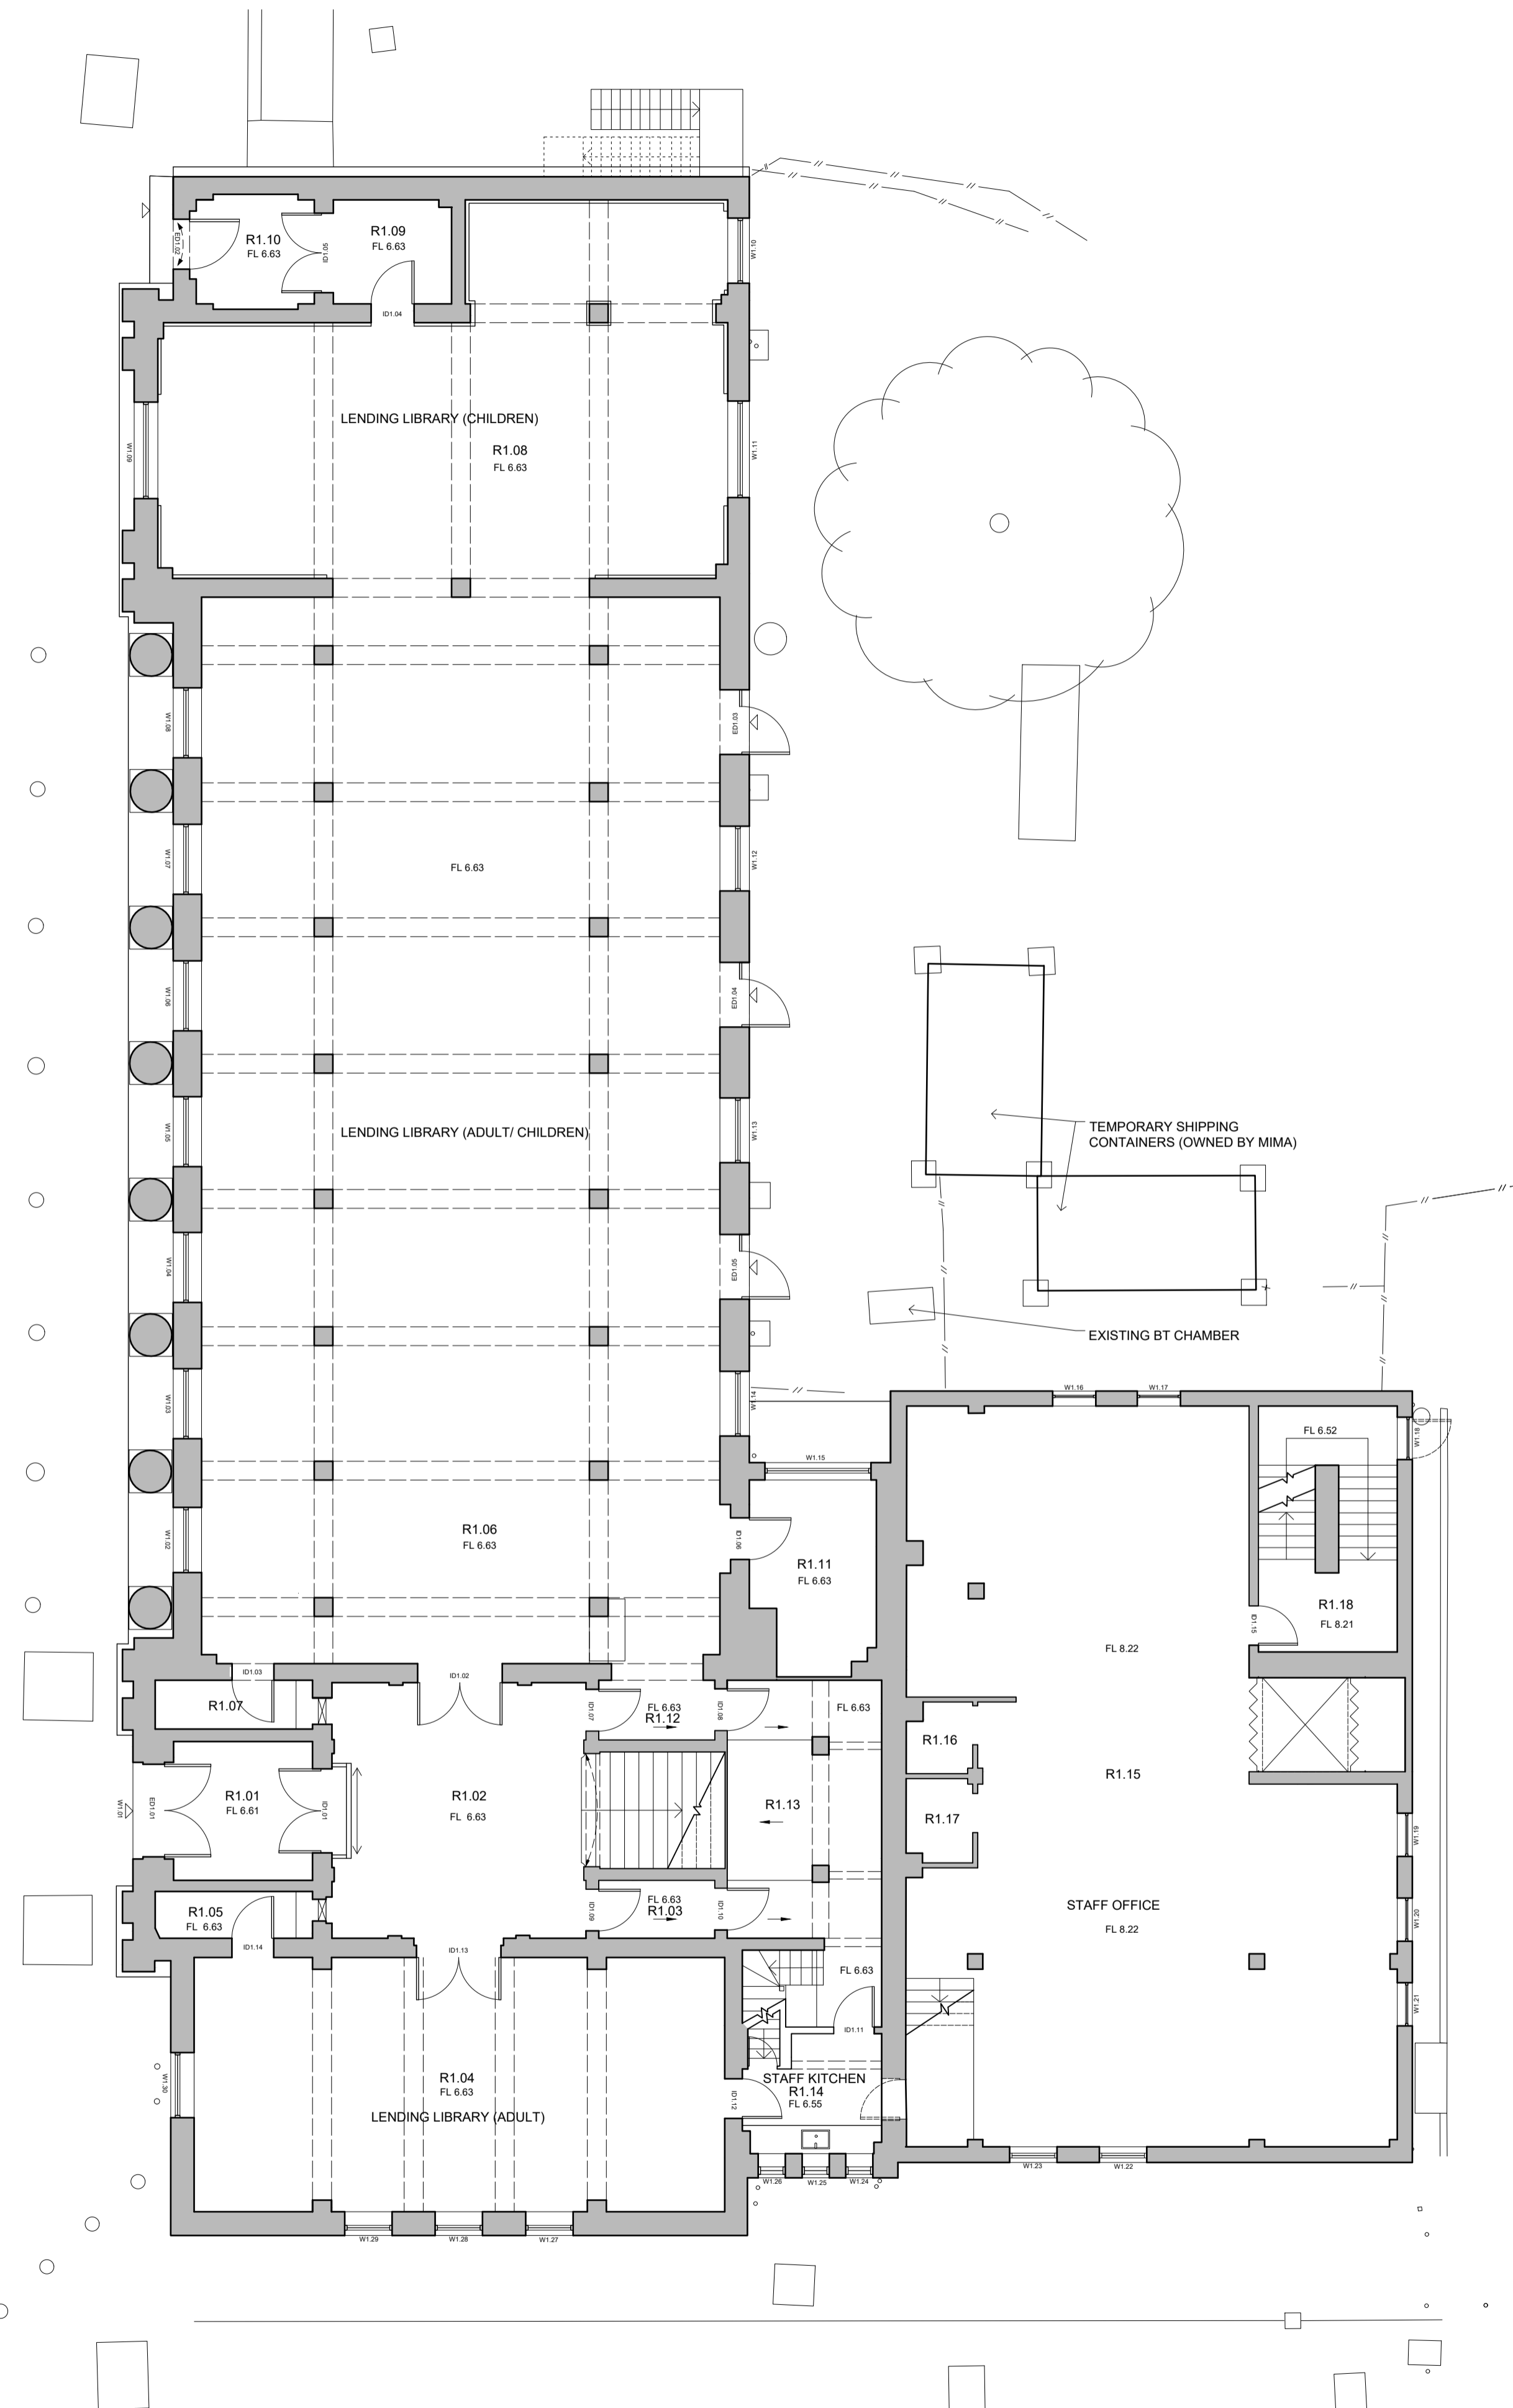 R1.10
FL 6.63
R1.09
FL 6.63
ED1.02
ID1.05
ID1.04
W1.10
LENDING LIBRARY (CHILDREN)
R1.08
FL 6.63
W1.09
W1.11
W1.08
ED1.03
W1.07
FL 6.63
W1.12
W1.06
ED1.04
W1.05
LENDING LIBRARY (ADULT/ CHILDREN)
W1.13
TEMPORARY SHIPPING
CONTAINERS (OWNED BY MIMA)
W1.04
ED1.05
EXISTING BT CHAMBER
W1.03
W1.14
W1.16
W1.17
W1.18
FL 6.52
W1.15
W1.02
R1.06
FL 6.63
ID1.06
R1.11
FL 6.63
R1.18
FL 8.21
ID1.15
FL 8.22
ID1.03
ID1.02
R1.07
ID1.07
FL 6.63
R1.12
ID1.08
FL 6.63
R1.16
R1.15
W1.01
ED1.01
R1.01
FL 6.61
ID1.01
R1.02
FL 6.63
R1.13
R1.17
W1.19
R1.05
FL 6.63
ID1.09
FL 6.63
R1.03
ID1.10
STAFF OFFICE
FL 8.22
W1.20
ID1.14
ID1.13
FL 6.63
W1.21
ID1.11
W1.30
R1.04
FL 6.63
LENDING LIBRARY (ADULT)
ID1.12
STAFF KITCHEN
R1.14
FL 6.55
W1.26
W1.25
W1.24
W1.23
W1.22
W1.29
W1.28
W1.27